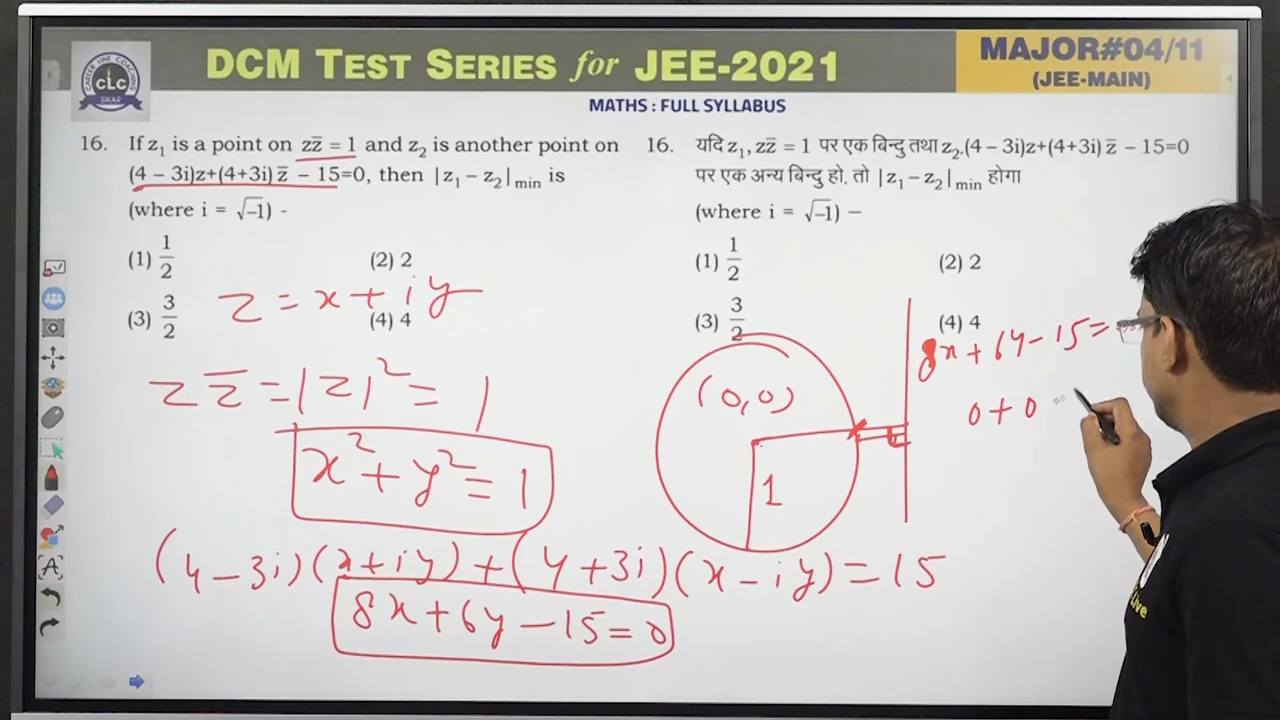 CAREER LINE COACHING
CLC
SIKAR
DCM TEST SERIES for JEE-2021
MAJOR#04/11
(JEE-MAIN)
MATHS : FULL SYLLABUS
16. If z₁ is a point on zz̅ = 1 and z₂ is another point on
(4 – 3i)z+(4+3i) z̅ – 15=0, then |z₁ – z₂|min is
(where i = √–1) -
(1) 1/2 (2) 2
(3) 3/2 (4) 4
16. यदि z₁, zz̅ = 1 पर एक बिन्दु तथा z₂.(4 – 3i)z+(4+3i) z̅ – 15=0
पर एक अन्य बिन्दु हो, तो |z₁ – z₂|min होगा
(where i = √–1) –
(1) 1/2 (2) 2
(3) 3/2 (4) 4
z = x + iy
z z̅ = |z|² = 1
x² + y² = 1
(4 – 3i)(x + iy) + (4 + 3i)(x – iy) = 15
8x + 6y – 15 = 0
(0,0)
1
8x + 6y – 15 =
0 + 0